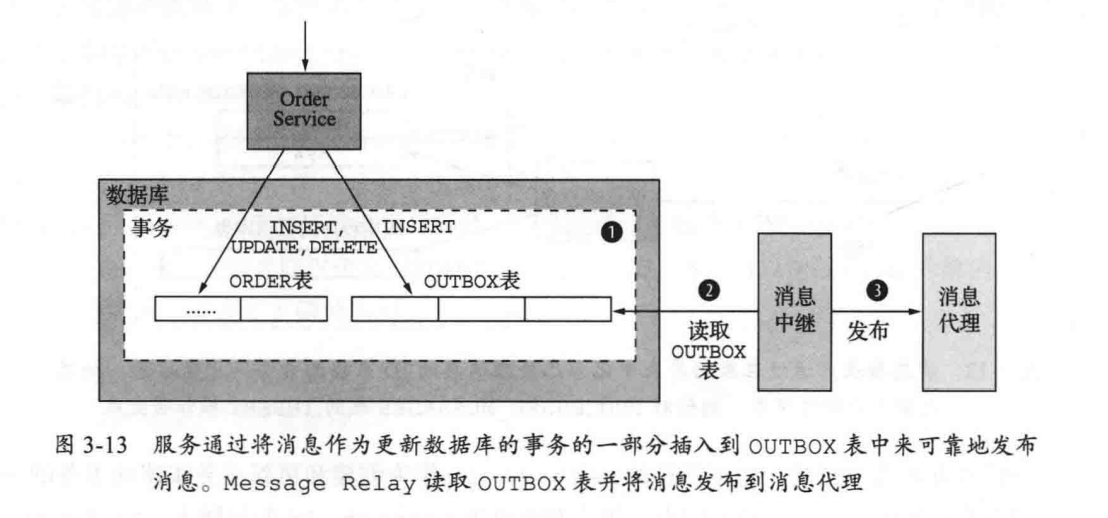 Order
Service
数据库
事务
INSERT,
UPDATE,DELETE
INSERT
❶
ORDER表
OUTBOX表
......
❷
读取
OUTBOX
表
消息
中继
❸
发布
消息
代理
图 3-13 服务通过将消息作为更新数据库的事务的一部分插入到 OUTBOX 表中来可靠地发布
消息。Message Relay 读取 OUTBOX 表并将消息发布到消息代理